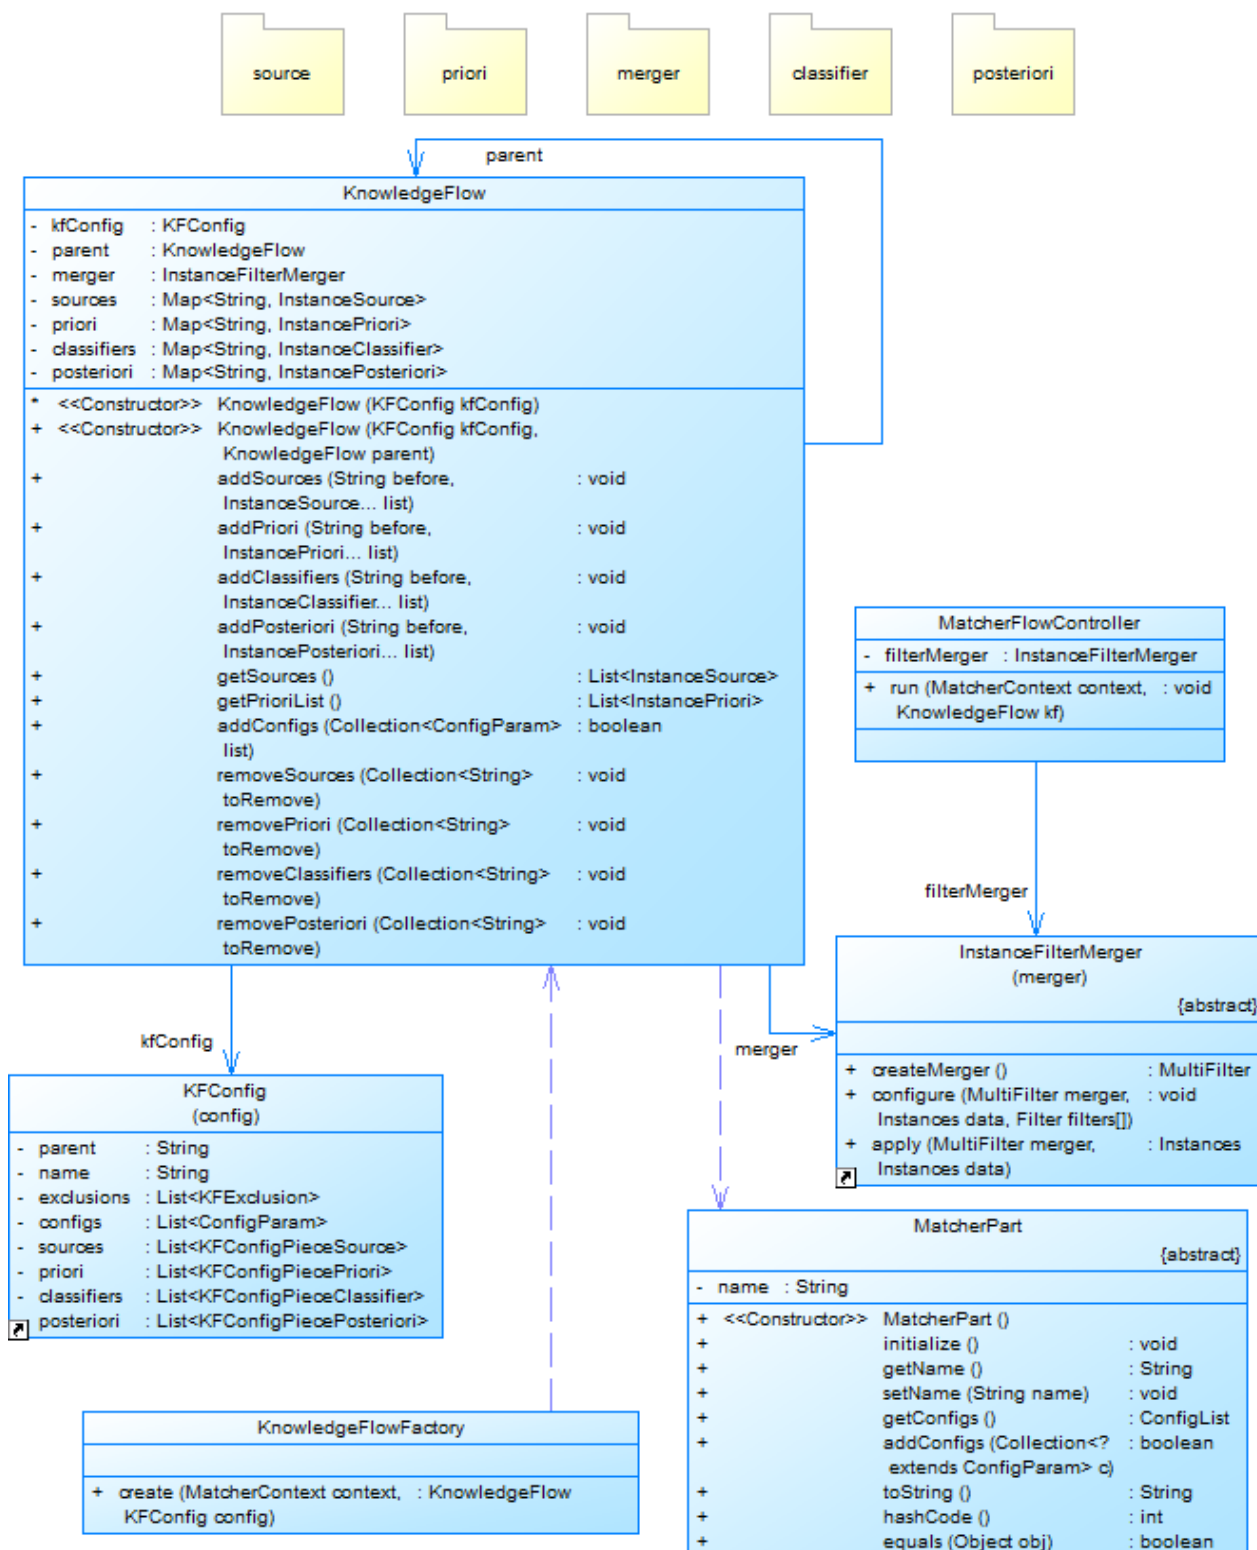 source
priori
merger
classifier
posteriori
parent
KnowledgeFlow
- kfConfig : KFConfig
- parent : KnowledgeFlow
- merger : InstanceFilterMerger
- sources : Map<String, InstanceSource>
- priori : Map<String, InstancePriori>
- classifiers : Map<String, InstanceClassifier>
- posteriori : Map<String, InstancePosteriori>
* <<Constructor>> KnowledgeFlow (KFConfig kfConfig)
+ <<Constructor>> KnowledgeFlow (KFConfig kfConfig,
KnowledgeFlow parent)
+ addSources (String before, : void
InstanceSource... list)
+ addPriori (String before, : void
InstancePriori... list)
+ addClassifiers (String before, : void
InstanceClassifier... list)
+ addPosteriori (String before, : void
InstancePosteriori... list)
+ getSources () : List<InstanceSource>
+ getPrioriList () : List<InstancePriori>
+ addConfigs (Collection<ConfigParam> : boolean
list)
+ removeSources (Collection<String> : void
toRemove)
+ removePriori (Collection<String> : void
toRemove)
+ removeClassifiers (Collection<String> : void
toRemove)
+ removePosteriori (Collection<String> : void
toRemove)
MatcherFlowController
- filterMerger : InstanceFilterMerger
+ run (MatcherContext context, : void
KnowledgeFlow kf)
filterMerger
InstanceFilterMerger
(merger)
{abstract}
+ createMerger () : MultiFilter
+ configure (MultiFilter merger, : void
Instances data, Filter filters[])
+ apply (MultiFilter merger, : Instances
Instances data)
kfConfig
merger
KFConfig
(config)
- parent : String
- name : String
- exclusions : List<KFExclusion>
- configs : List<ConfigParam>
- sources : List<KFConfigPieceSource>
- priori : List<KFConfigPiecePriori>
- classifiers : List<KFConfigPieceClassifier>
- posteriori : List<KFConfigPiecePosteriori>
MatcherPart
{abstract}
- name : String
+ <<Constructor>> MatcherPart ()
+ initialize () : void
+ getName () : String
+ setName (String name) : void
+ getConfigs () : ConfigList
+ addConfigs (Collection<? : boolean
extends ConfigParam> c)
+ toString () : String
+ hashCode () : int
+ equals (Object obj) : boolean
KnowledgeFlowFactory
+ create (MatcherContext context, : KnowledgeFlow
KFConfig config)